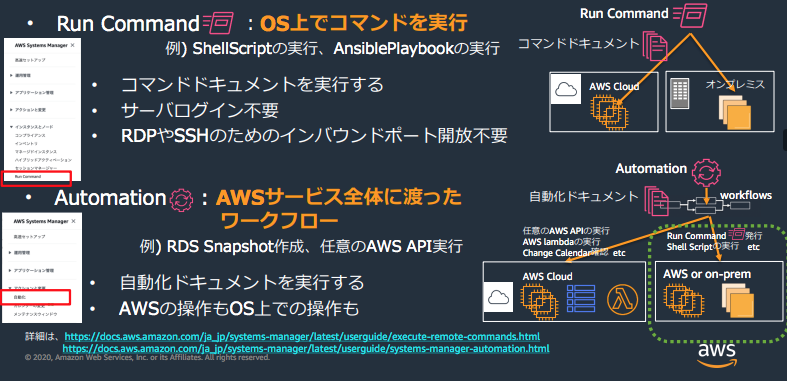 • Run Command : OS上でコマンドを実行
例) ShellScriptの実行、AnsiblePlaybookの実行
AWS Systems Manager ×
高速セットアップ
▸ 運用管理
▸ アプリケーション管理
▸ アクションと変更
▾ インスタンスとノード
コンプライアンス
インベントリ
マネージドインスタンス
ハイブリッドアクティベーション
セッションマネージャー
Run Command
• コマンドドキュメントを実行する
• サーバログイン不要
• RDPやSSHのためのインバウンドポート開放不要
Run Command
コマンドドキュメント
AWS Cloud
オンプレミス
• Automation : AWSサービス全体に渡った
ワークフロー
例) RDS Snapshot作成、任意のAWS API実行
AWS Systems Manager ×
高速セットアップ
▸ 運用管理
▸ アプリケーション管理
自動化
メンテナンスウィンドウ
• 自動化ドキュメントを実行する
• AWSの操作もOS上での操作も
Automation
自動化ドキュメント
workflows
任意のAWS APIの実行
AWS lambdaの実行
Change Calendar確認 etc
Run Command 発行
Shell Scriptの実行 etc
AWS Cloud
AWS or on-prem
詳細は、https://docs.aws.amazon.com/ja_jp/systems-manager/latest/userguide/execute-remote-commands.html
https://docs.aws.amazon.com/ja_jp/systems-manager/latest/userguide/systems-manager-automation.html
© 2020, Amazon Web Services, Inc. or its Affiliates. All rights reserved.
aws